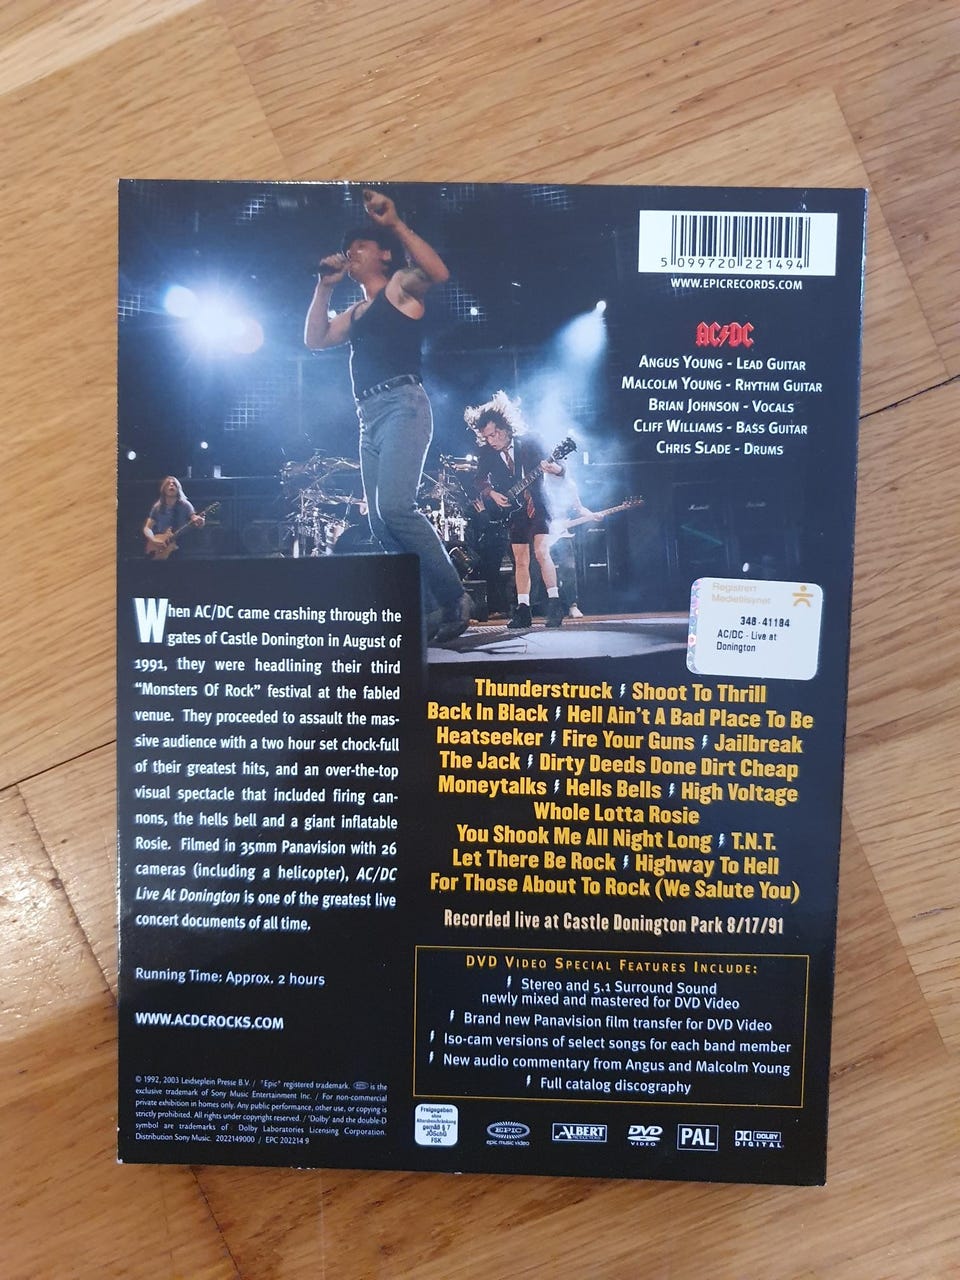 5 099720 221494
WWW.EPICRECORDS.COM
AC/DC
ANGUS YOUNG - LEAD GUITAR
MALCOLM YOUNG - RHYTHM GUITAR
BRIAN JOHNSON - VOCALS
CLIFF WILLIAMS - BASS GUITAR
CHRIS SLADE - DRUMS
Registrert
Medietilsynet
348-41184
AC/DC - Live at
Donington
When AC/DC came crashing through the
gates of Castle Donington in August of
1991, they were headlining their third
"Monsters Of Rock" festival at the fabled
venue. They proceeded to assault the mas-
sive audience with a two hour set chock-full
of their greatest hits, and an over-the-top
visual spectacle that included firing can-
nons, the hells bell and a giant inflatable
Rosie. Filmed in 35mm Panavision with 26
cameras (including a helicopter), AC/DC
Live At Donington is one of the greatest live
concert documents of all time.
Running Time: Approx. 2 hours
WWW.ACDCROCKS.COM
Thunderstruck Shoot To Thrill
Back In Black Hell Ain't A Bad Place To Be
Heatseeker Fire Your Guns Jailbreak
The Jack Dirty Deeds Done Dirt Cheap
Moneytalks Hells Bells High Voltage
Whole Lotta Rosie
You Shook Me All Night Long T.N.T.
Let There Be Rock Highway To Hell
For Those About To Rock (We Salute You)
Recorded live at Castle Donington Park 8/17/91
DVD VIDEO SPECIAL FEATURES INCLUDE:
Stereo and 5.1 Surround Sound
newly mixed and mastered for DVD Video
Brand new Panavision film transfer for DVD Video
Iso-cam versions of select songs for each band member
New audio commentary from Angus and Malcolm Young
Full catalog discography
© 1992, 2003 Leidseplein Presse B.V. / "Epic" registered trademark. EPIC is the
exclusive trademark of Sony Music Entertainment Inc. / For non-commercial
private exhibition in homes only. Any public performance, other use, or copying is
strictly prohibited. All rights under copyright reserved. / 'Dolby' and the double-D
symbol are trademarks of Dolby Laboratories Licensing Corporation.
Distribution Sony Music. 2022149000 / EPC 202214 9
Freigegeben
ohne
Altersbeschränkung
gemäß § 7
JÖSchG
FSK
EPIC
epic music video
ALBERT
PRODUCTIONS
DVD
VIDEO
PAL
DOLBY
DIGITAL